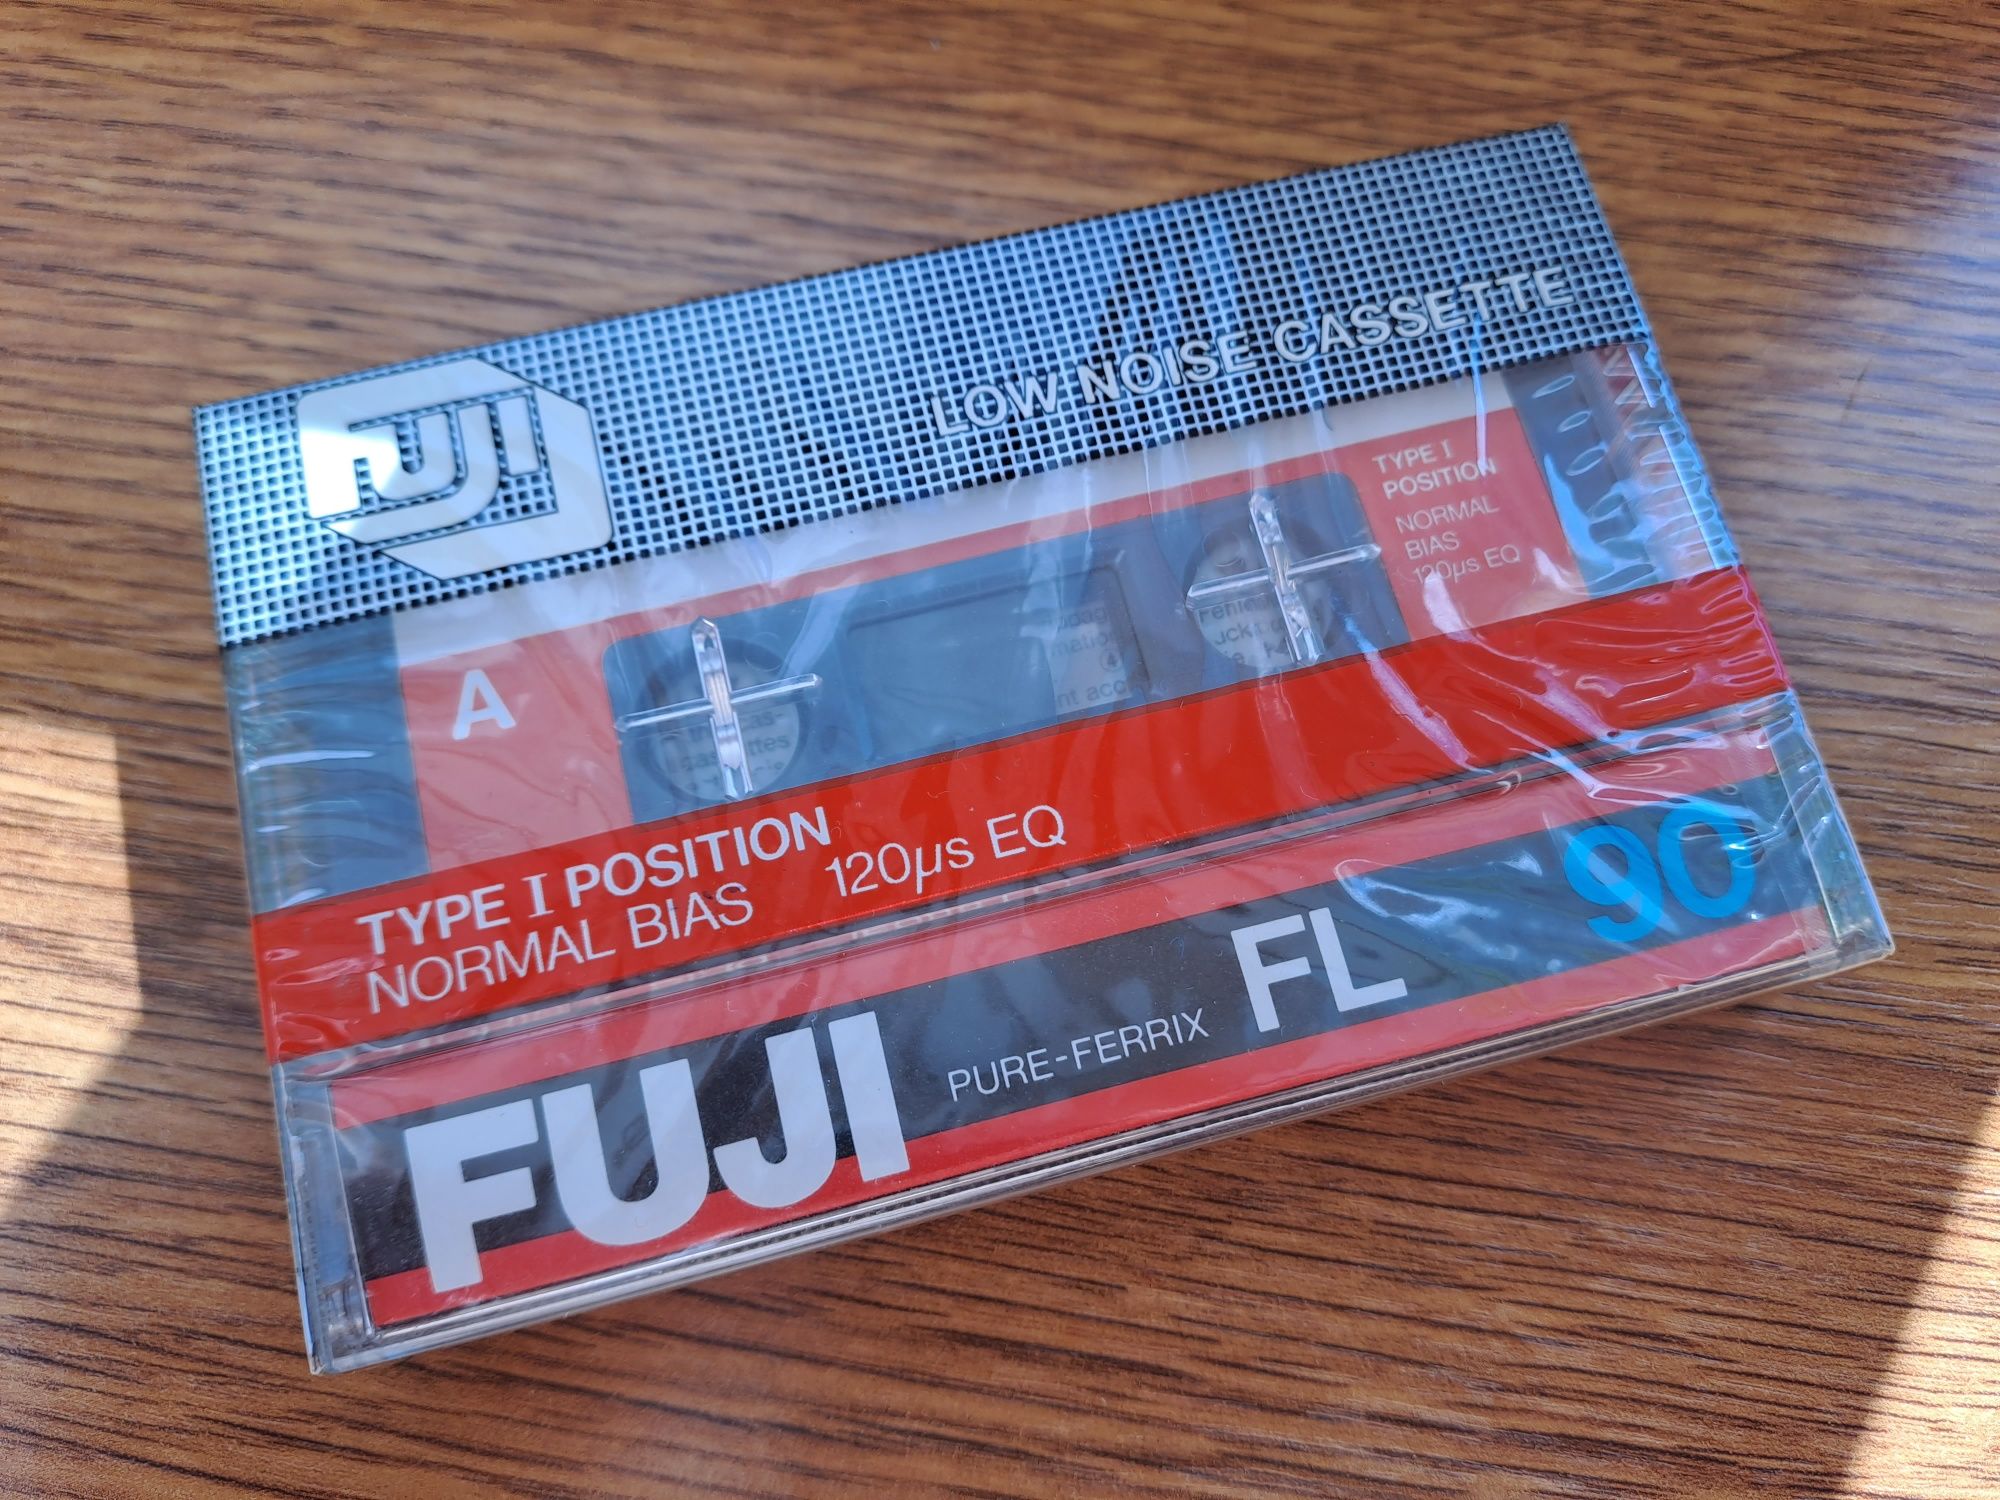 FUJI
LOW NOISE CASSETTE
TYPE I
POSITION
NORMAL
BIAS
120µs EQ
A
TYPE I POSITION
NORMAL BIAS 120µs EQ
FUJI PURE-FERRIX FL 90